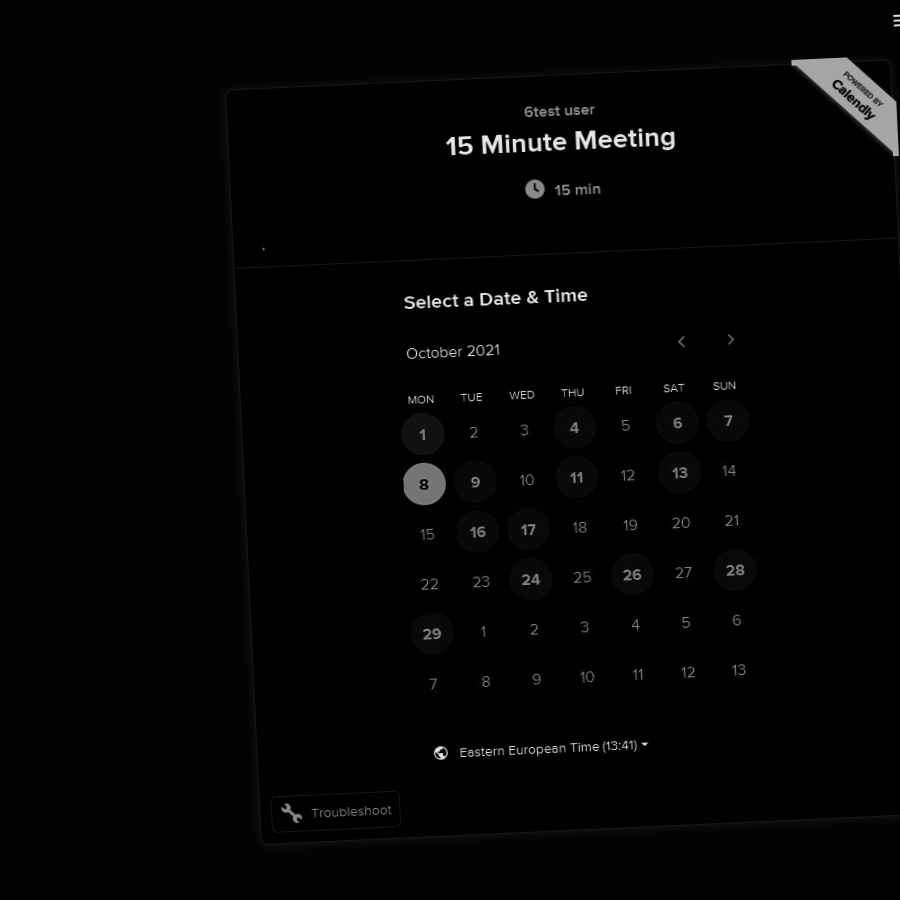 POWERED BY
Calendly
6test user
15 Minute Meeting
15 min
Select a Date & Time
October 2021
MON TUE WED THU FRI SAT SUN
1 2 3 4 5 6 7
8 9 10 11 12 13 14
15 16 17 18 19 20 21
22 23 24 25 26 27 28
29 1 2 3 4 5 6
7 8 9 10 11 12 13
Eastern European Time (13:41)
Troubleshoot